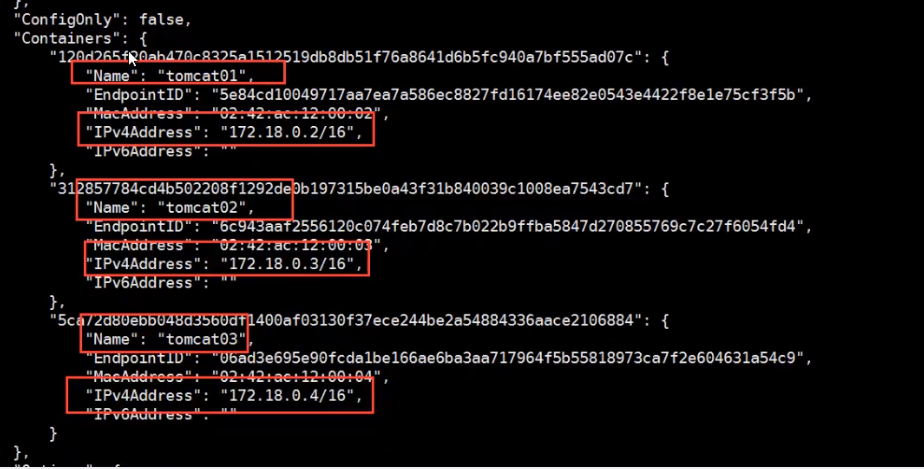 },
"ConfigOnly": false,
"Containers": {
"120d265f20ab470c8325a1512519db8db51f76a8641d6b5fc940a7bf555ad07c": {
"Name": "tomcat01",
"EndpointID": "5e84cd10049717aa7ea7a586ec8827fd16174ee82e0543e4422f8e1e75cf3f5b",
"MacAddress": "02:42:ac:12:00:02",
"IPv4Address": "172.18.0.2/16",
"IPv6Address": ""
},
"312857784cd4b502208f1292de0b197315be0a43f31b840039c1008ea7543cd7": {
"Name": "tomcat02",
"EndpointID": "6c943aaf2556120c074feb7d8c7b022b9ffba5847d270855769c7c27f6054fd4",
"MacAddress": "02:42:ac:12:00:03",
"IPv4Address": "172.18.0.3/16",
"IPv6Address": ""
},
"5ca72d80ebb048d3560df1400af03130f37ece244be2a54884336aace2106884": {
"Name": "tomcat03",
"EndpointID": "06ad3e695e90fcda1be166ae6ba3aa717964f5b55818973ca7f2e604631a54c9",
"MacAddress": "02:42:ac:12:00:04",
"IPv4Address": "172.18.0.4/16",
"IPv6Address": ""
}
},